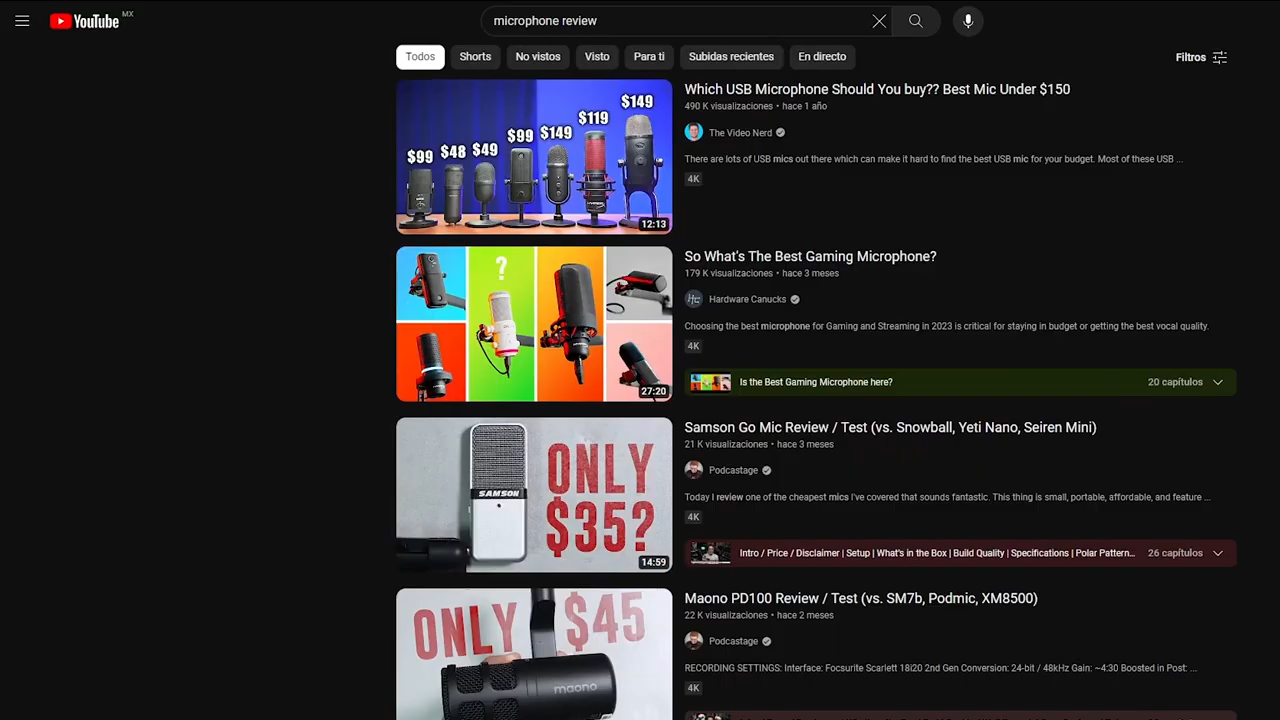 YouTube MX
microphone review
Todos
Shorts
No vistos
Visto
Para ti
Subidas recientes
En directo
Filtros
$99
$48
$49
$99
$149
$119
$149
12:13
Which USB Microphone Should You buy?? Best Mic Under $150
490 K visualizaciones • hace 1 año
The Video Nerd
There are lots of USB mics out there which can make it hard to find the best USB mic for your budget. Most of these USB ...
4K
?
27:20
So What's The Best Gaming Microphone?
179 K visualizaciones • hace 3 meses
Hardware Canucks
Choosing the best microphone for Gaming and Streaming in 2023 is critical for staying in budget or getting the best vocal quality.
4K
Is the Best Gaming Microphone here?
20 capítulos
SAMSON
ONLY
$35?
14:59
Samson Go Mic Review / Test (vs. Snowball, Yeti Nano, Seiren Mini)
21 K visualizaciones • hace 3 meses
Podcastage
Today I review one of the cheapest mics I've covered that sounds fantastic. This thing is small, portable, affordable, and feature ...
4K
Intro / Price / Disclaimer | Setup | What's in the Box | Build Quality | Specifications | Polar Pattern...
26 capítulos
ONLY $45
maono
Maono PD100 Review / Test (vs. SM7b, Podmic, XM8500)
22 K visualizaciones • hace 2 meses
Podcastage
RECORDING SETTINGS: Interface: Focsurite Scarlett 18i20 2nd Gen Conversion: 24-bit / 48kHz Gain: ~4:30 Boosted in Post: ...
4K